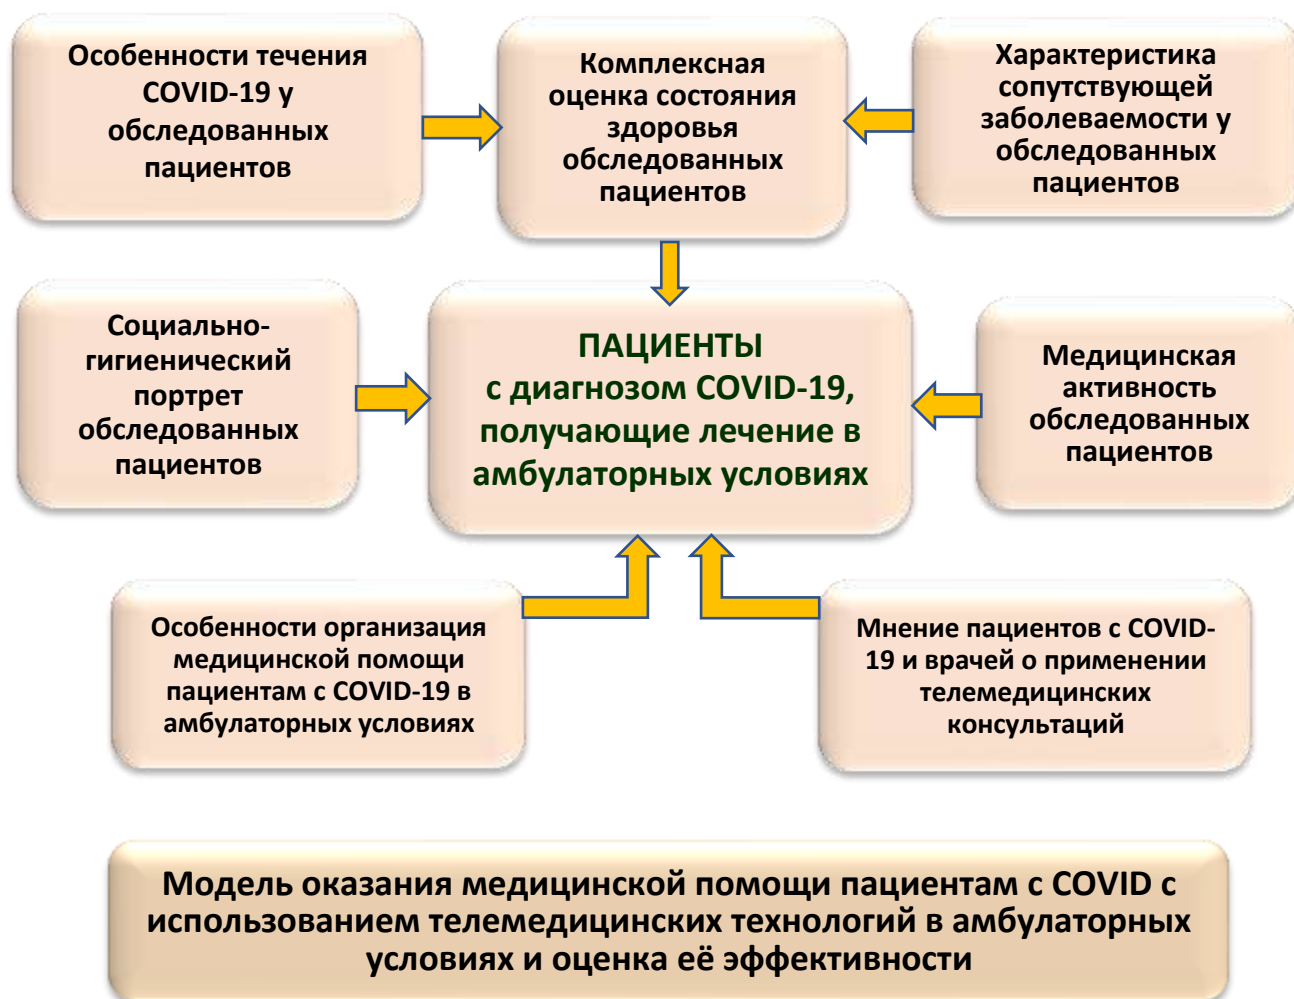 Особенности течения
COVID-19 у
обследованных
пациентов
Комплексная
оценка состояния
здоровья
обследованных
пациентов
Характеристика
сопутствующей
заболеваемости у
обследованных
пациентов
Социально-
гигиенический
портрет
обследованных
пациентов
ПАЦИЕНТЫ
с диагнозом COVID-19,
получающие лечение в
амбулаторных условиях
Медицинская
активность
обследованных
пациентов
Особенности организация
медицинской помощи
пациентам с COVID-19 в
амбулаторных условиях
Мнение пациентов с COVID-
19 и врачей о применении
телемедицинских
консультаций
Модель оказания медицинской помощи пациентам с COVID с
использованием телемедицинских технологий в амбулаторных
условиях и оценка её эффективности